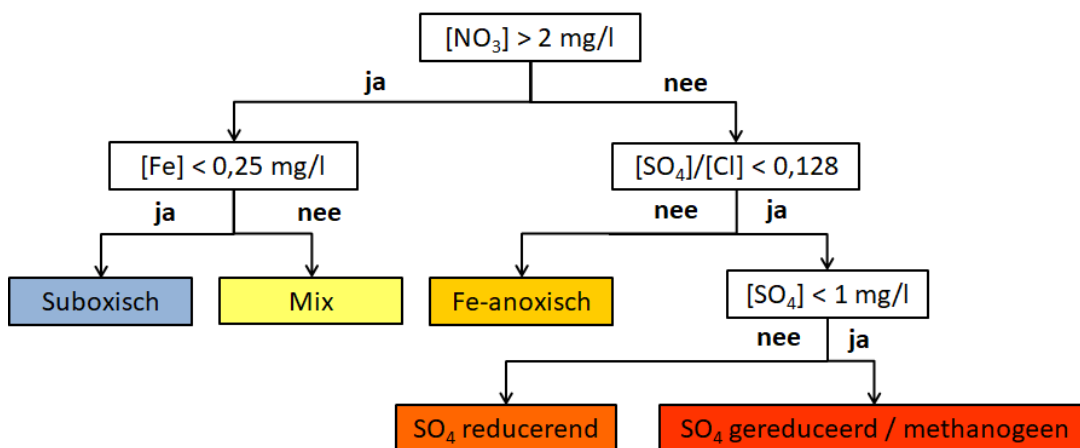 [NO₃] > 2 mg/l
ja nee
[Fe] < 0,25 mg/l [SO₄]/[Cl] < 0,128
ja nee nee ja
Suboxisch Mix Fe-anoxisch [SO₄] < 1 mg/l
nee ja
SO₄ reducerend SO₄ gereduceerd / methanogeen